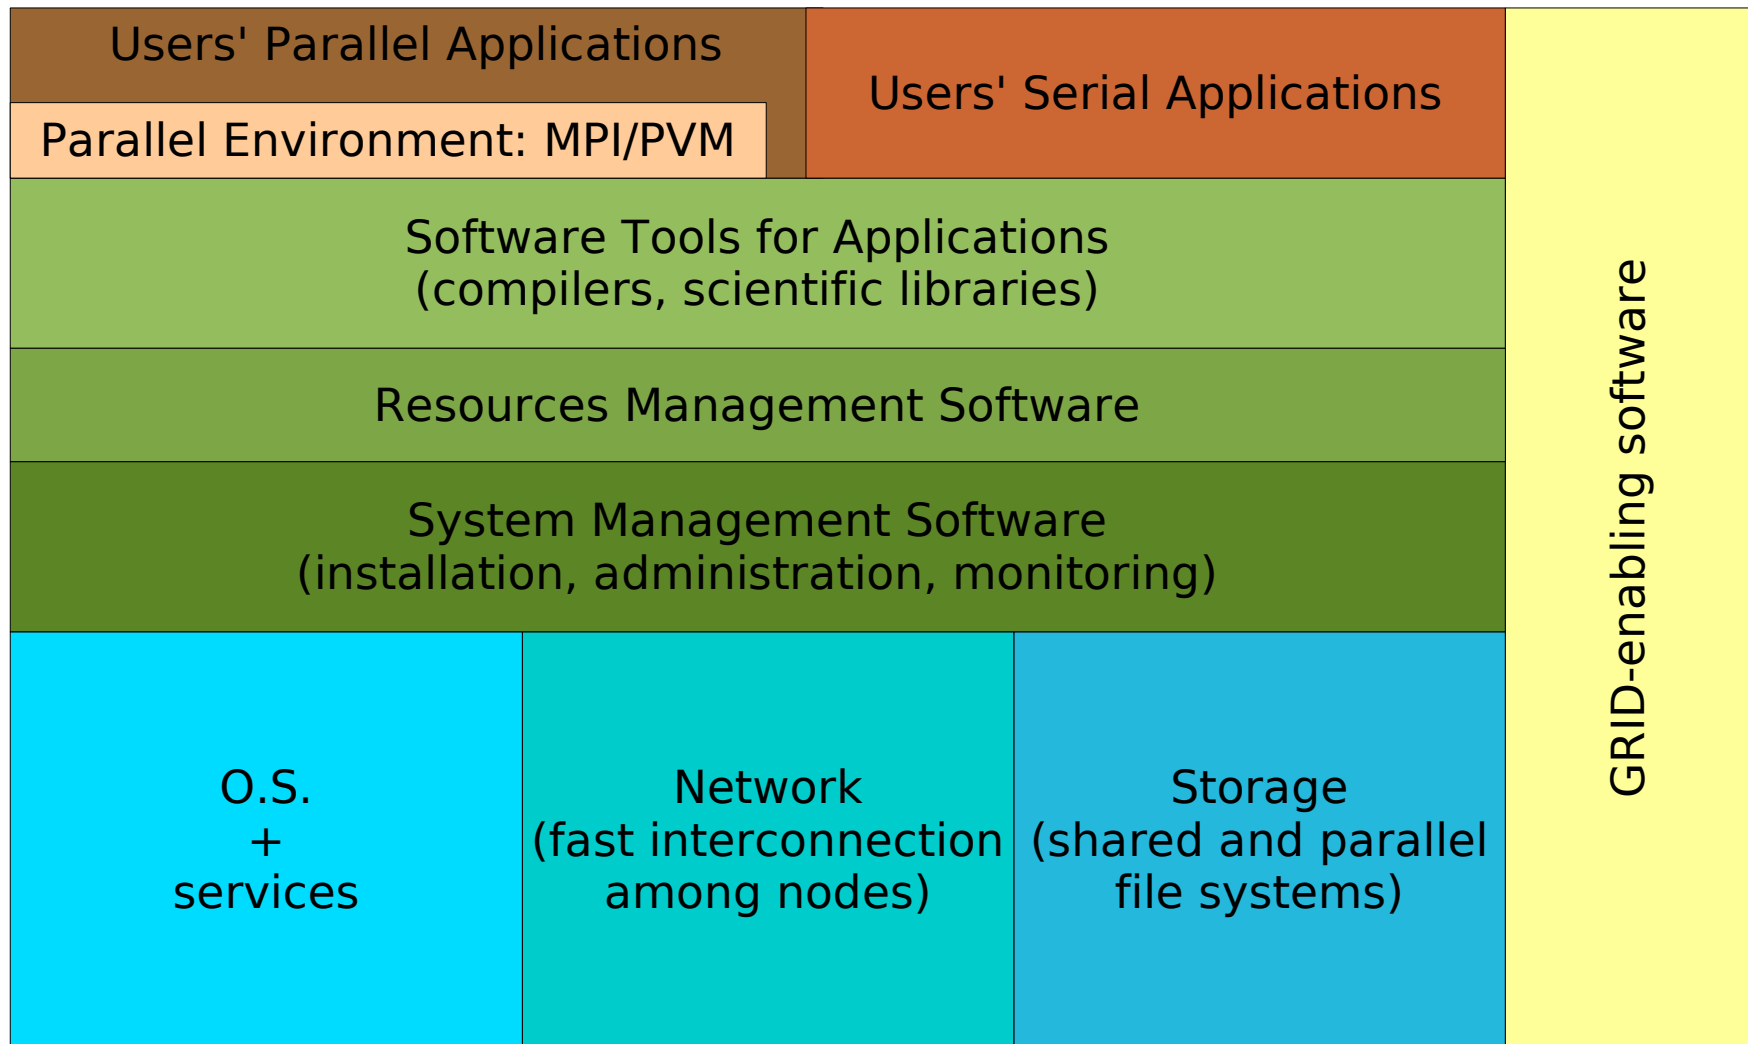 Users' Parallel Applications
Users' Serial Applications
Parallel Environment: MPI/PVM
Software Tools for Applications
(compilers, scientific libraries)
Resources Management Software
System Management Software
(installation, administration, monitoring)
O.S.
+
services
Network
(fast interconnection
among nodes)
Storage
(shared and parallel
file systems)
GRID-enabling software